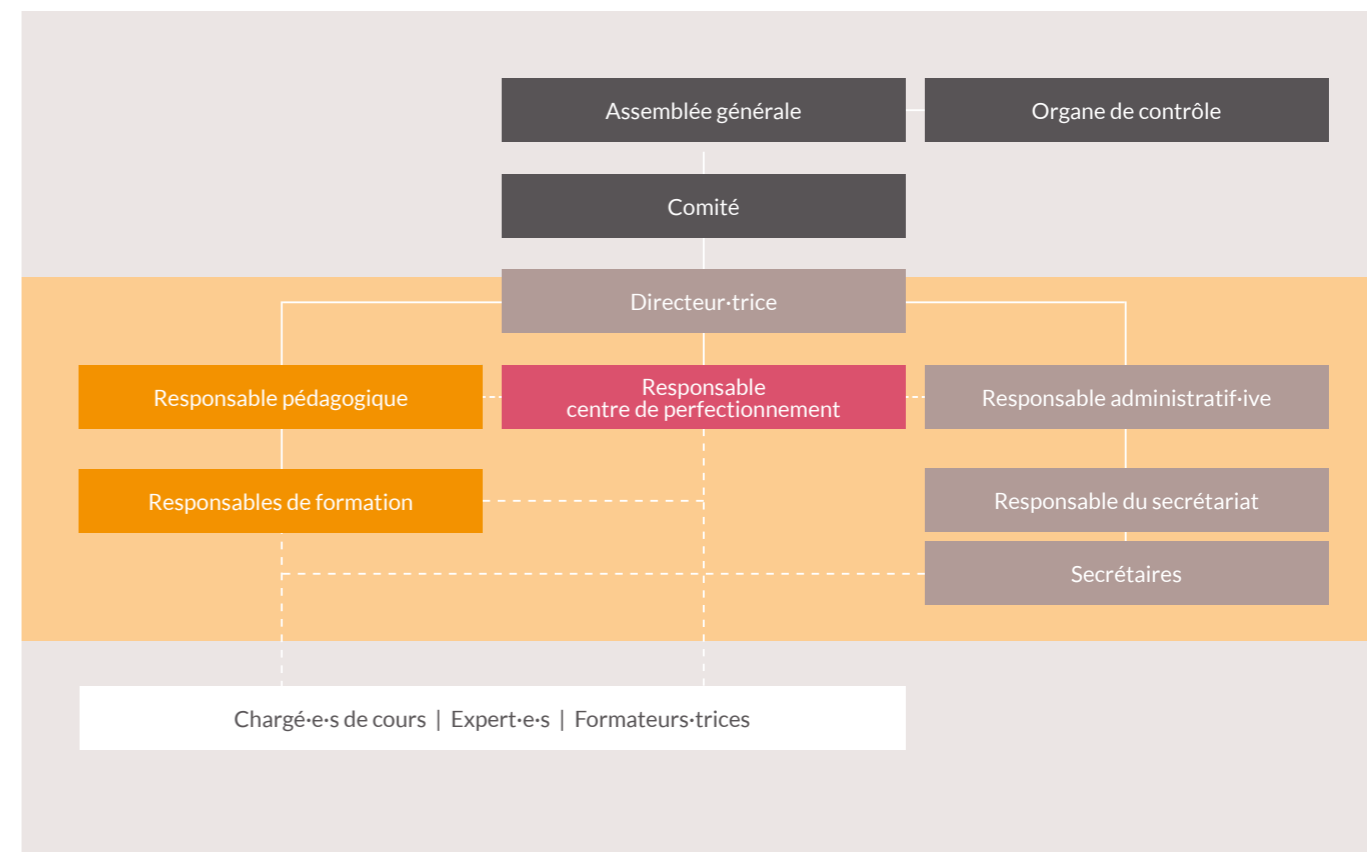 Assemblée générale
Organe de contrôle
Comité
Directeur·trice
Responsable pédagogique
Responsable
centre de perfectionnement
Responsable administratif·ive
Responsables de formation
Responsable du secrétariat
Secrétaires
Chargé·e·s de cours | Expert·e·s | Formateurs·trices